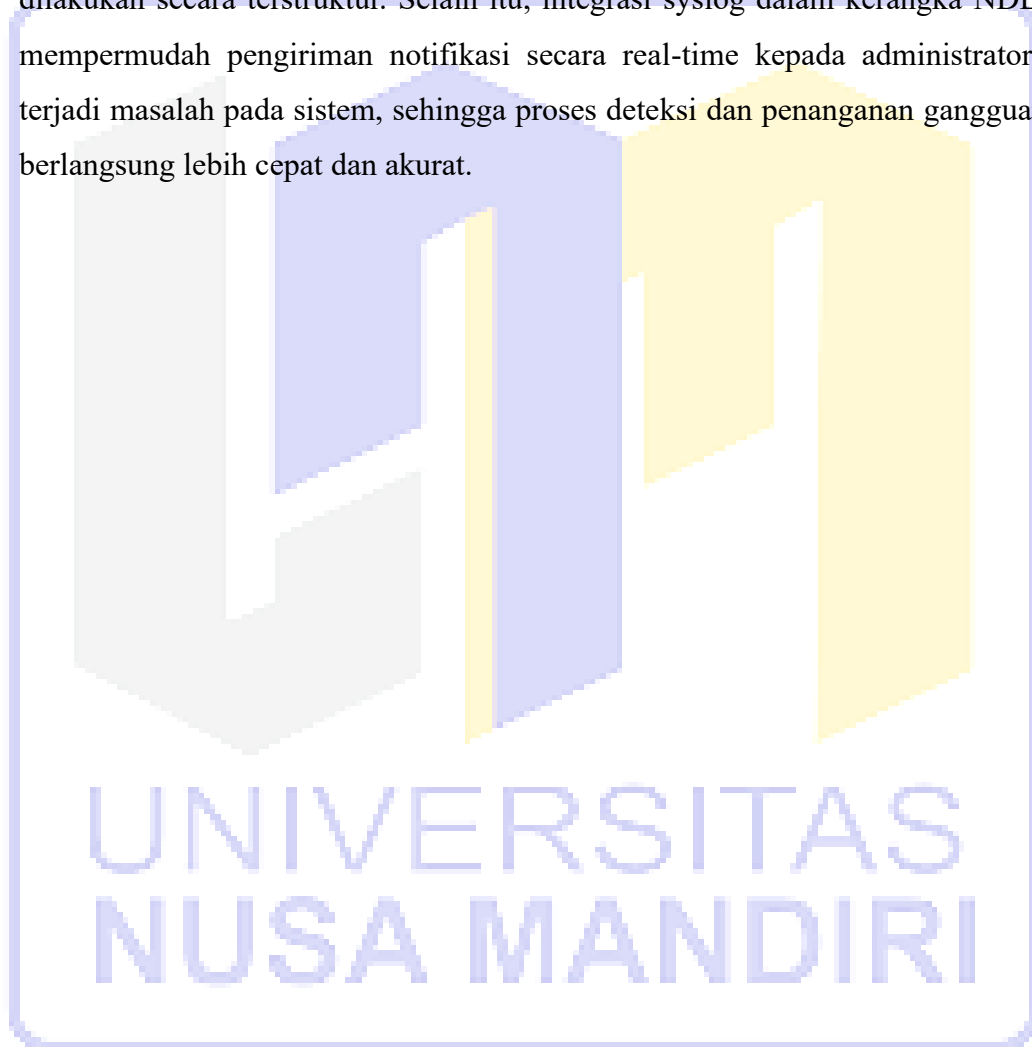 dilakukan secara terstruktur. Selain itu, integrasi syslog dalam kerangka
mempermudah pengiriman notifikasi secara real-time kepada administrator
terjadi masalah pada sistem, sehingga proses deteksi dan penanganan ganggua
berlangsung lebih cepat dan akurat.
UNIVERSITAS
NUSA MANDIRI